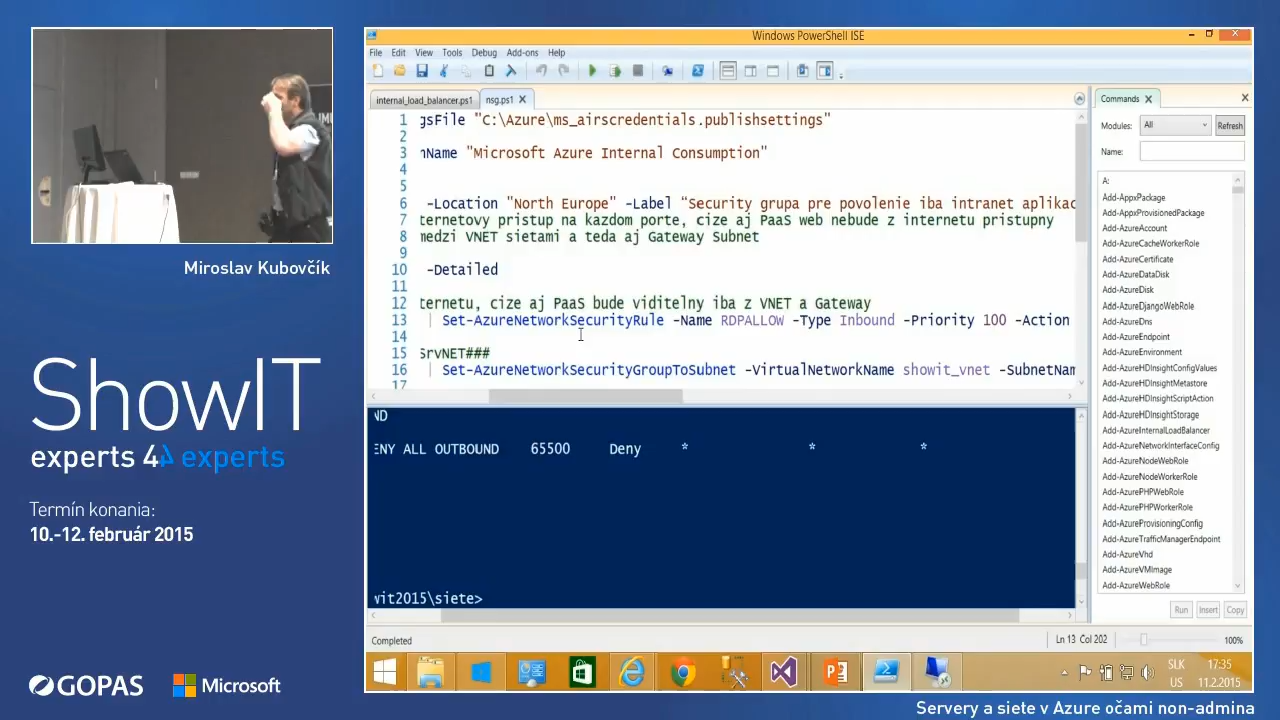 Miroslav Kubovčík
ShowIT
experts 4 experts
Termín konania:
10.-12. február 2015
GOPAS
Microsoft
Windows PowerShell ISE
File Edit View Tools Debug Add-ons Help
internal_load_balancer.ps1 nsg.ps1
1 gsFile "C:\Azure\ms_airscredentials.publishsettings"
2
3 nName "Microsoft Azure Internal Consumption"
4
5
6 -Location "North Europe" -Label "Security grupa pre povolenie iba intranet aplikac
7 ternetovy pristup na kazdom porte, cize aj PaaS web nebude z internetu pristupny
8 medzi VNET sietami a teda aj Gateway Subnet
9
10 -Detailed
11
12 ternetu, cize aj PaaS bude viditelny iba z VNET a Gateway
13 | Set-AzureNetworkSecurityRule -Name RDPALLOW -Type Inbound -Priority 100 -Action
14
15 SrvNET###
16 | Set-AzureNetworkSecurityGroupToSubnet -VirtualNetworkName showit_vnet -SubnetNam
17
ND
ENY ALL OUTBOUND 65500 Deny * * *
wit2015\siete>
Completed
Ln 13 Col 202
100%
Commands
Modules: All Refresh
Name:
A:
Add-AppxPackage
Add-AppxProvisionedPackage
Add-AzureAccount
Add-AzureCacheWorkerRole
Add-AzureCertificate
Add-AzureDataDisk
Add-AzureDisk
Add-AzureDjangoWebRole
Add-AzureDns
Add-AzureEndpoint
Add-AzureEnvironment
Add-AzureHDInsightConfigValues
Add-AzureHDInsightMetastore
Add-AzureHDInsightScriptAction
Add-AzureHDInsightStorage
Add-AzureInternalLoadBalancer
Add-AzureNetworkInterfaceConfig
Add-AzureNodeWebRole
Add-AzureNodeWorkerRole
Add-AzurePHPWebRole
Add-AzurePHPWorkerRole
Add-AzureProvisioningConfig
Add-AzureTrafficManagerEndpoint
Add-AzureVhd
Add-AzureVMImage
Add-AzureWebRole
Run Insert Copy
SLK 17:35
US 11.2.2015
Servery a siete v Azure očami non-admina